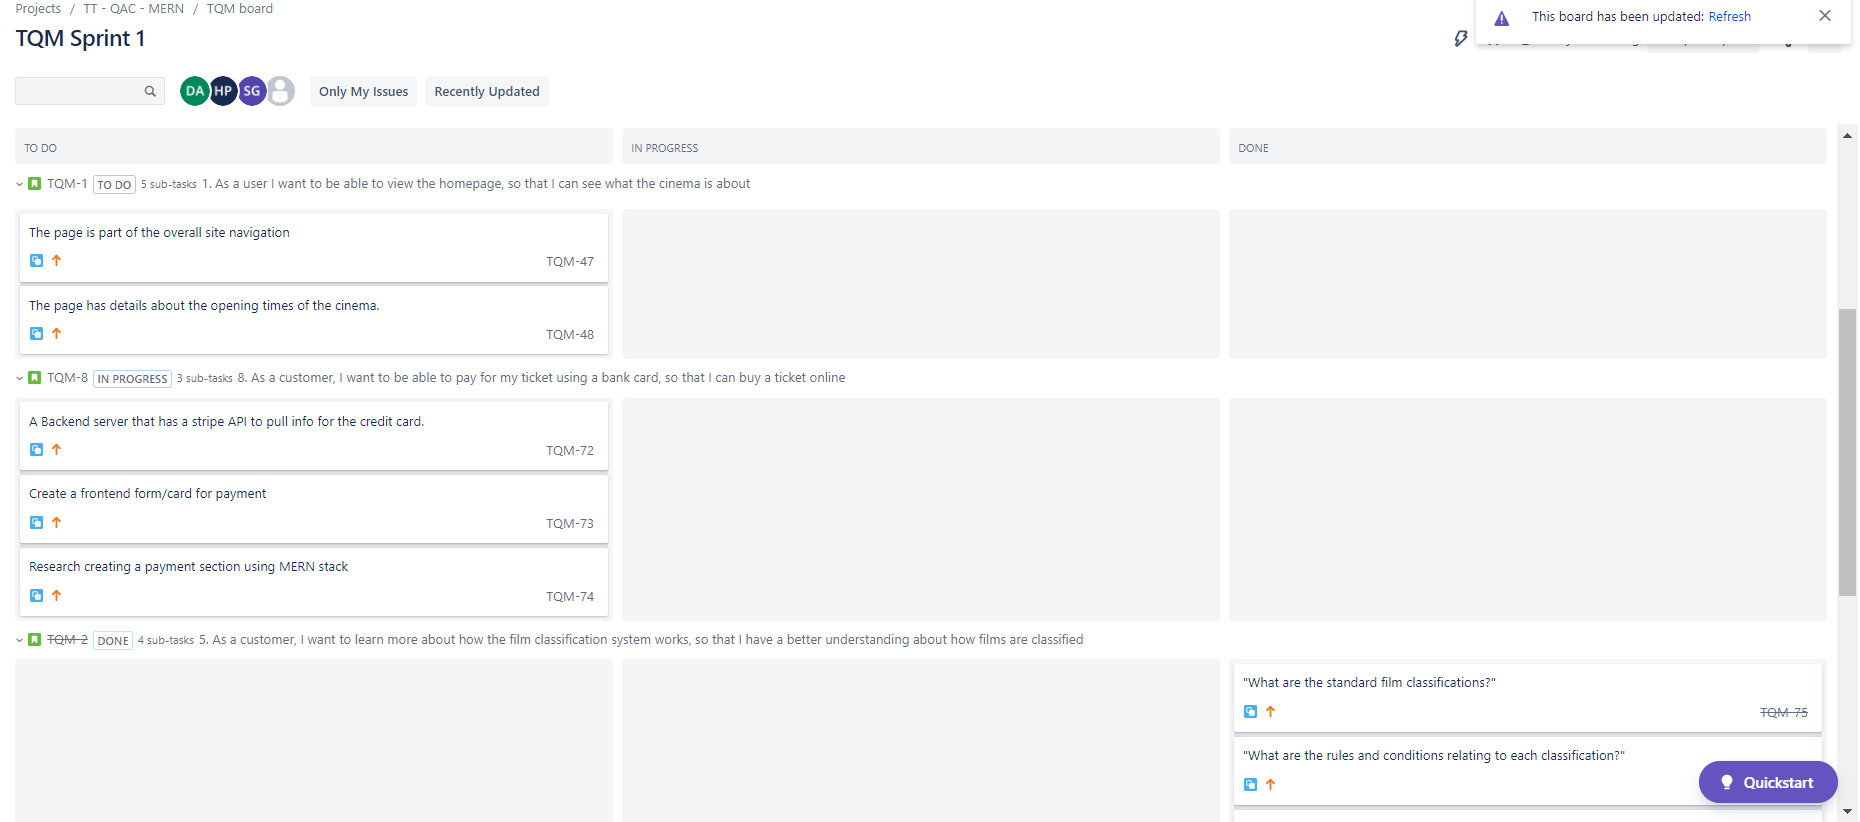 Projects / TT - QAC - MERN / TQM board
This board has been updated: Refresh
TQM Sprint 1
DA HP SG Only My Issues Recently Updated
TO DO IN PROGRESS DONE
TQM-1 TO DO 5 sub-tasks 1. As a user I want to be able to view the homepage, so that I can see what the cinema is about
The page is part of the overall site navigation
TQM-47
The page has details about the opening times of the cinema.
TQM-48
TQM-8 IN PROGRESS 3 sub-tasks 8. As a customer, I want to be able to pay for my ticket using a bank card, so that I can buy a ticket online
A Backend server that has a stripe API to pull info for the credit card.
TQM-72
Create a frontend form/card for payment
TQM-73
Research creating a payment section using MERN stack
TQM-74
TQM-2 DONE 4 sub-tasks 5. As a customer, I want to learn more about how the film classification system works, so that I have a better understanding about how films are classified
"What are the standard film classifications?"
TQM-75
"What are the rules and conditions relating to each classification?"
Quickstart